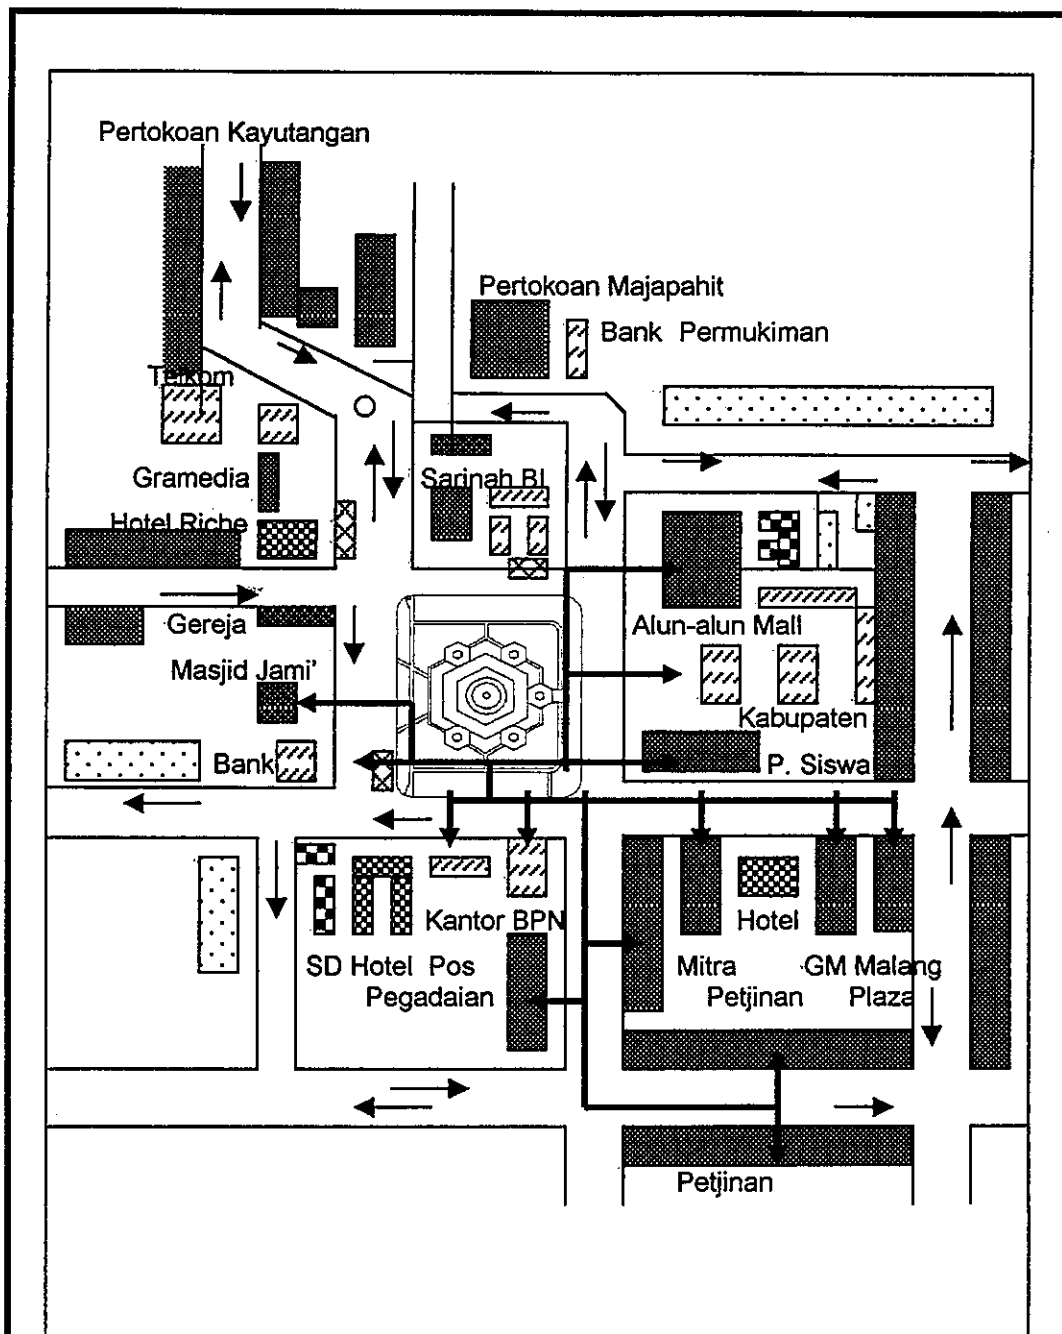 Pertokoan Kayutangan
Pertokoan Majapahit
Bank Permukiman
Telkom
Gramedia
Sarinah BI
Hotel Riche
Gereja
Alun-alun Mall
Masjid Jami'
Kabupaten
Bank
P. Siswa
Kantor BPN
Hotel
SD Hotel Pos
Mitra
GM Malang
Pegadaian
Petjinan
Plaza
Petjinan